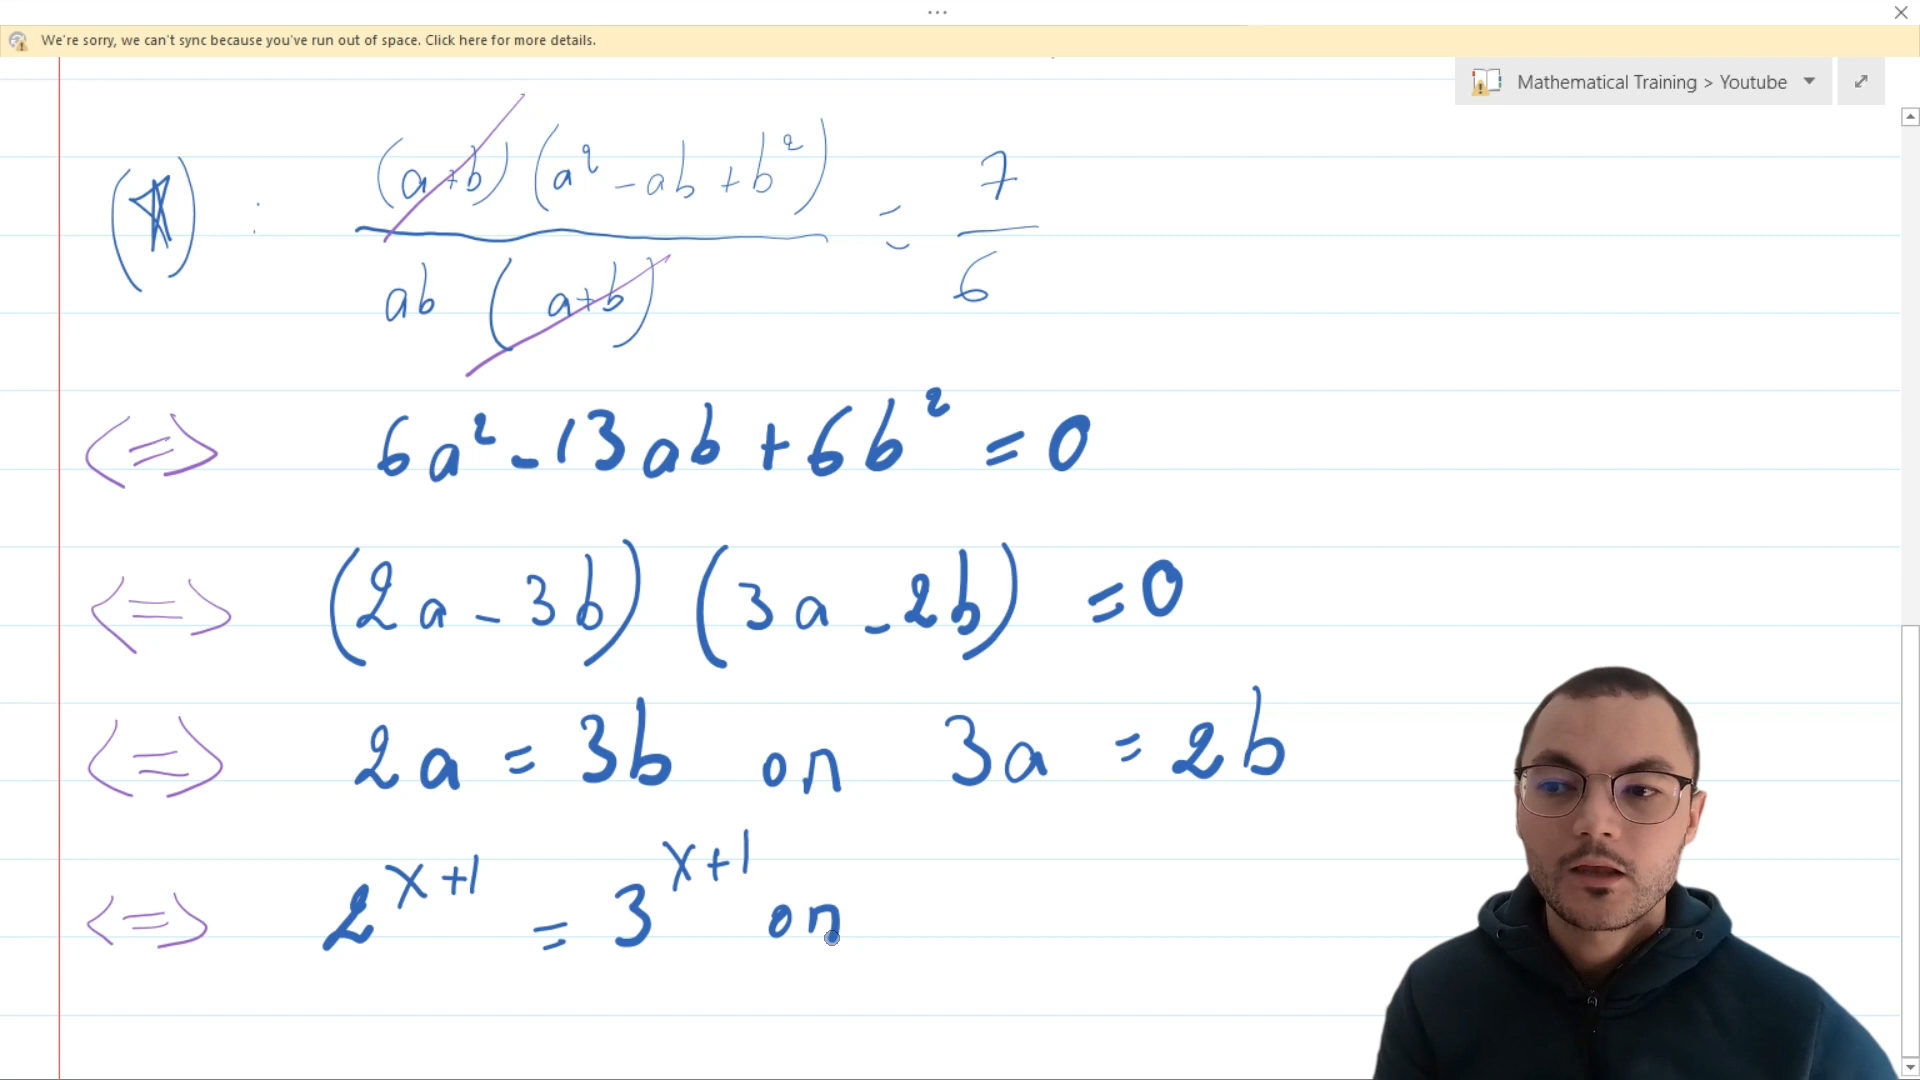 ...
We're sorry, we can't sync because you've run out of space. Click here for more details.
Mathematical Training > Youtube
(★) : (a+b)(a² - ab + b²) / ab (a+b) = 7/6
<=> 6a² - 13ab + 6b² = 0
<=> (2a - 3b) (3a - 2b) = 0
<=> 2a = 3b or 3a = 2b
<=> 2^{x+1} = 3^{x+1} or